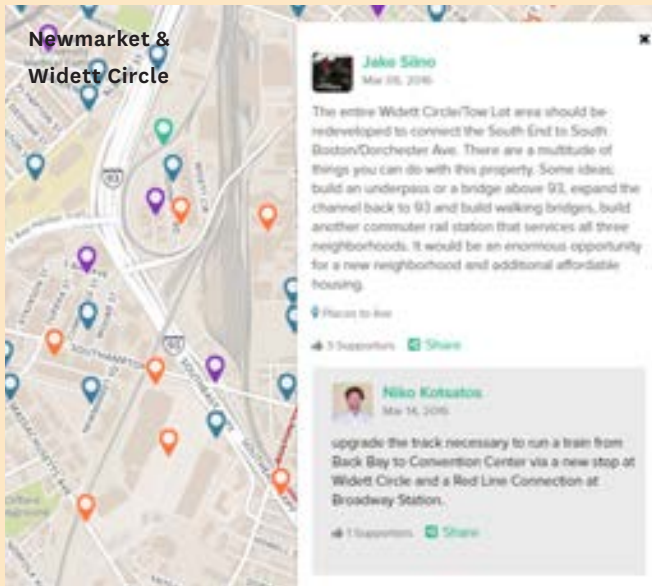 Newmarket &
Widett Circle
Jake Siino
Mar 09, 2016
The entire Widett Circle/Tow Lot area should be
redeveloped to connect the South End to South
Boston/Dorchester Ave. There are a multitude of
things you can do with this property. Some ideas:
build an underpass or a bridge above 93, expand the
channel back to 93 and build walking bridges, build
another commuter rail station that services all three
neighborhoods. It would be an enormous opportunity
for a new neighborhood and additional affordable
housing.
Places to live
Supporters Share
Niko Kotsatos
Mar 14, 2016
upgrade the track necessary to run a train from
Back Bay to Convention Center via a new stop at
Widett Circle and a Red Line Connection at
Broadway Station.
1 Supporters Share
93
SOUTHAMPTON
MASSACHUSETTS AVE